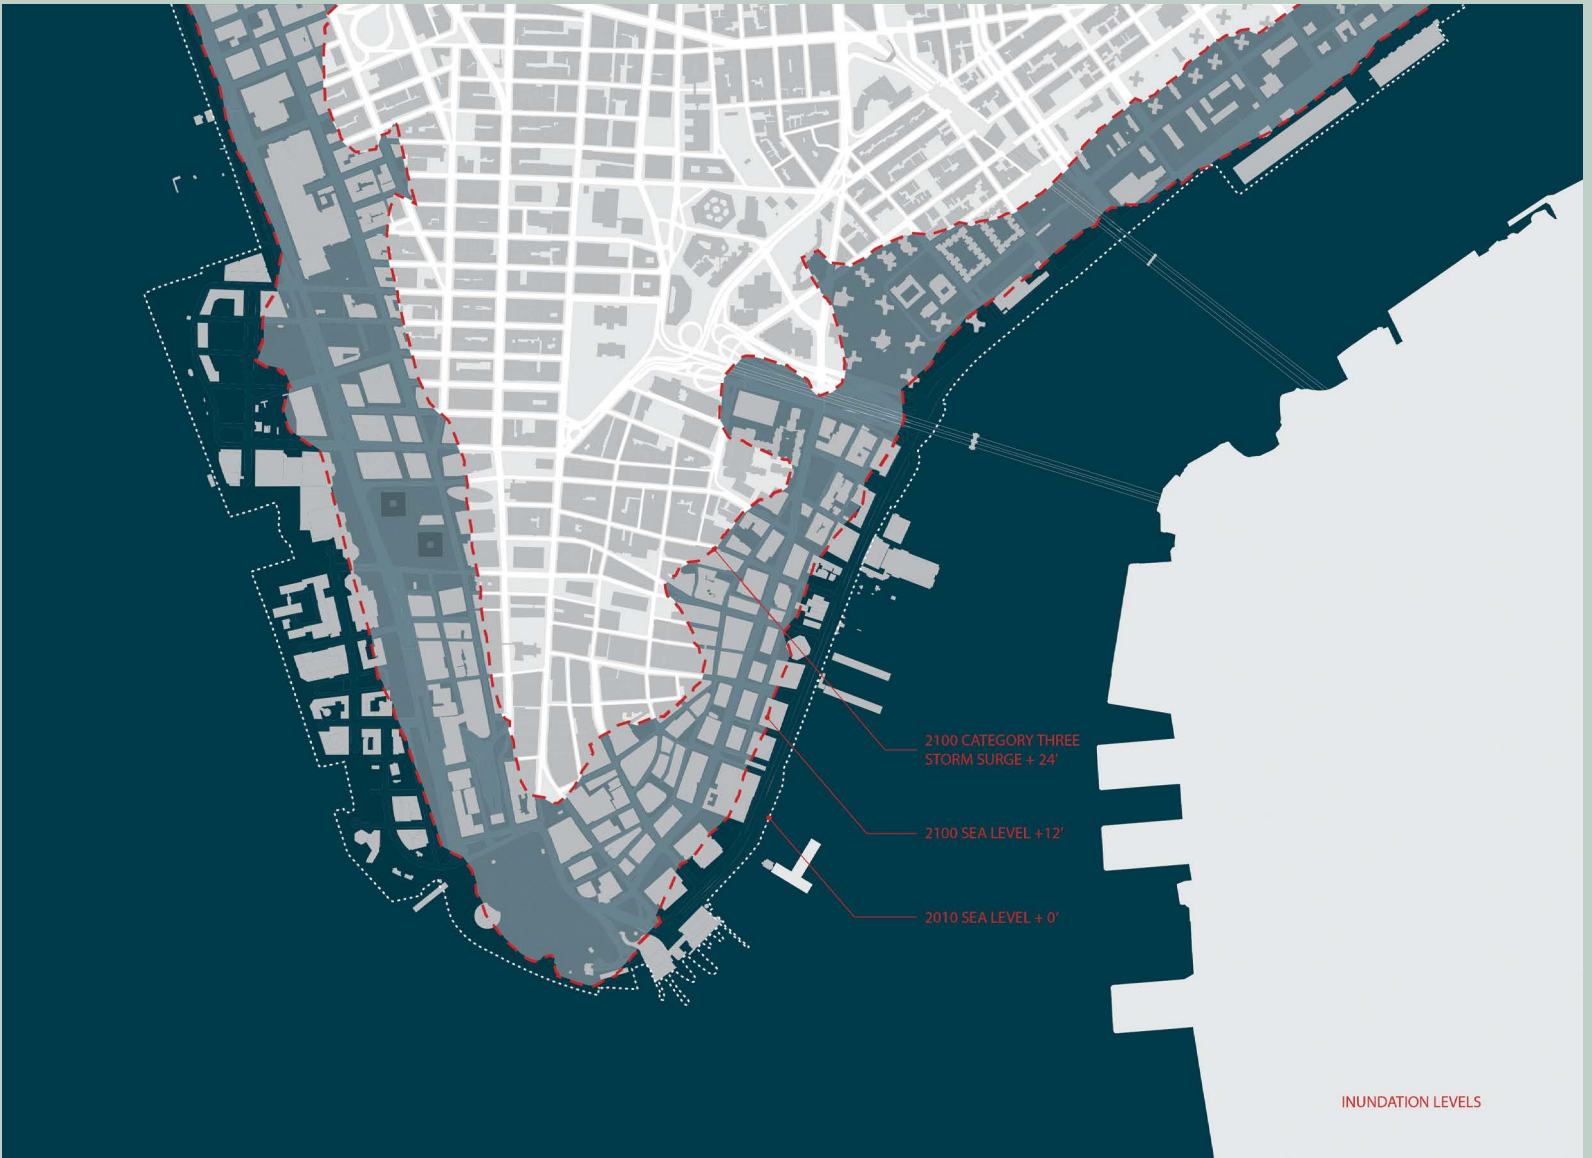 2100 CATEGORY THREE
STORM SURGE + 24'
2100 SEA LEVEL +12'
2010 SEA LEVEL + 0'
INUNDATION LEVELS